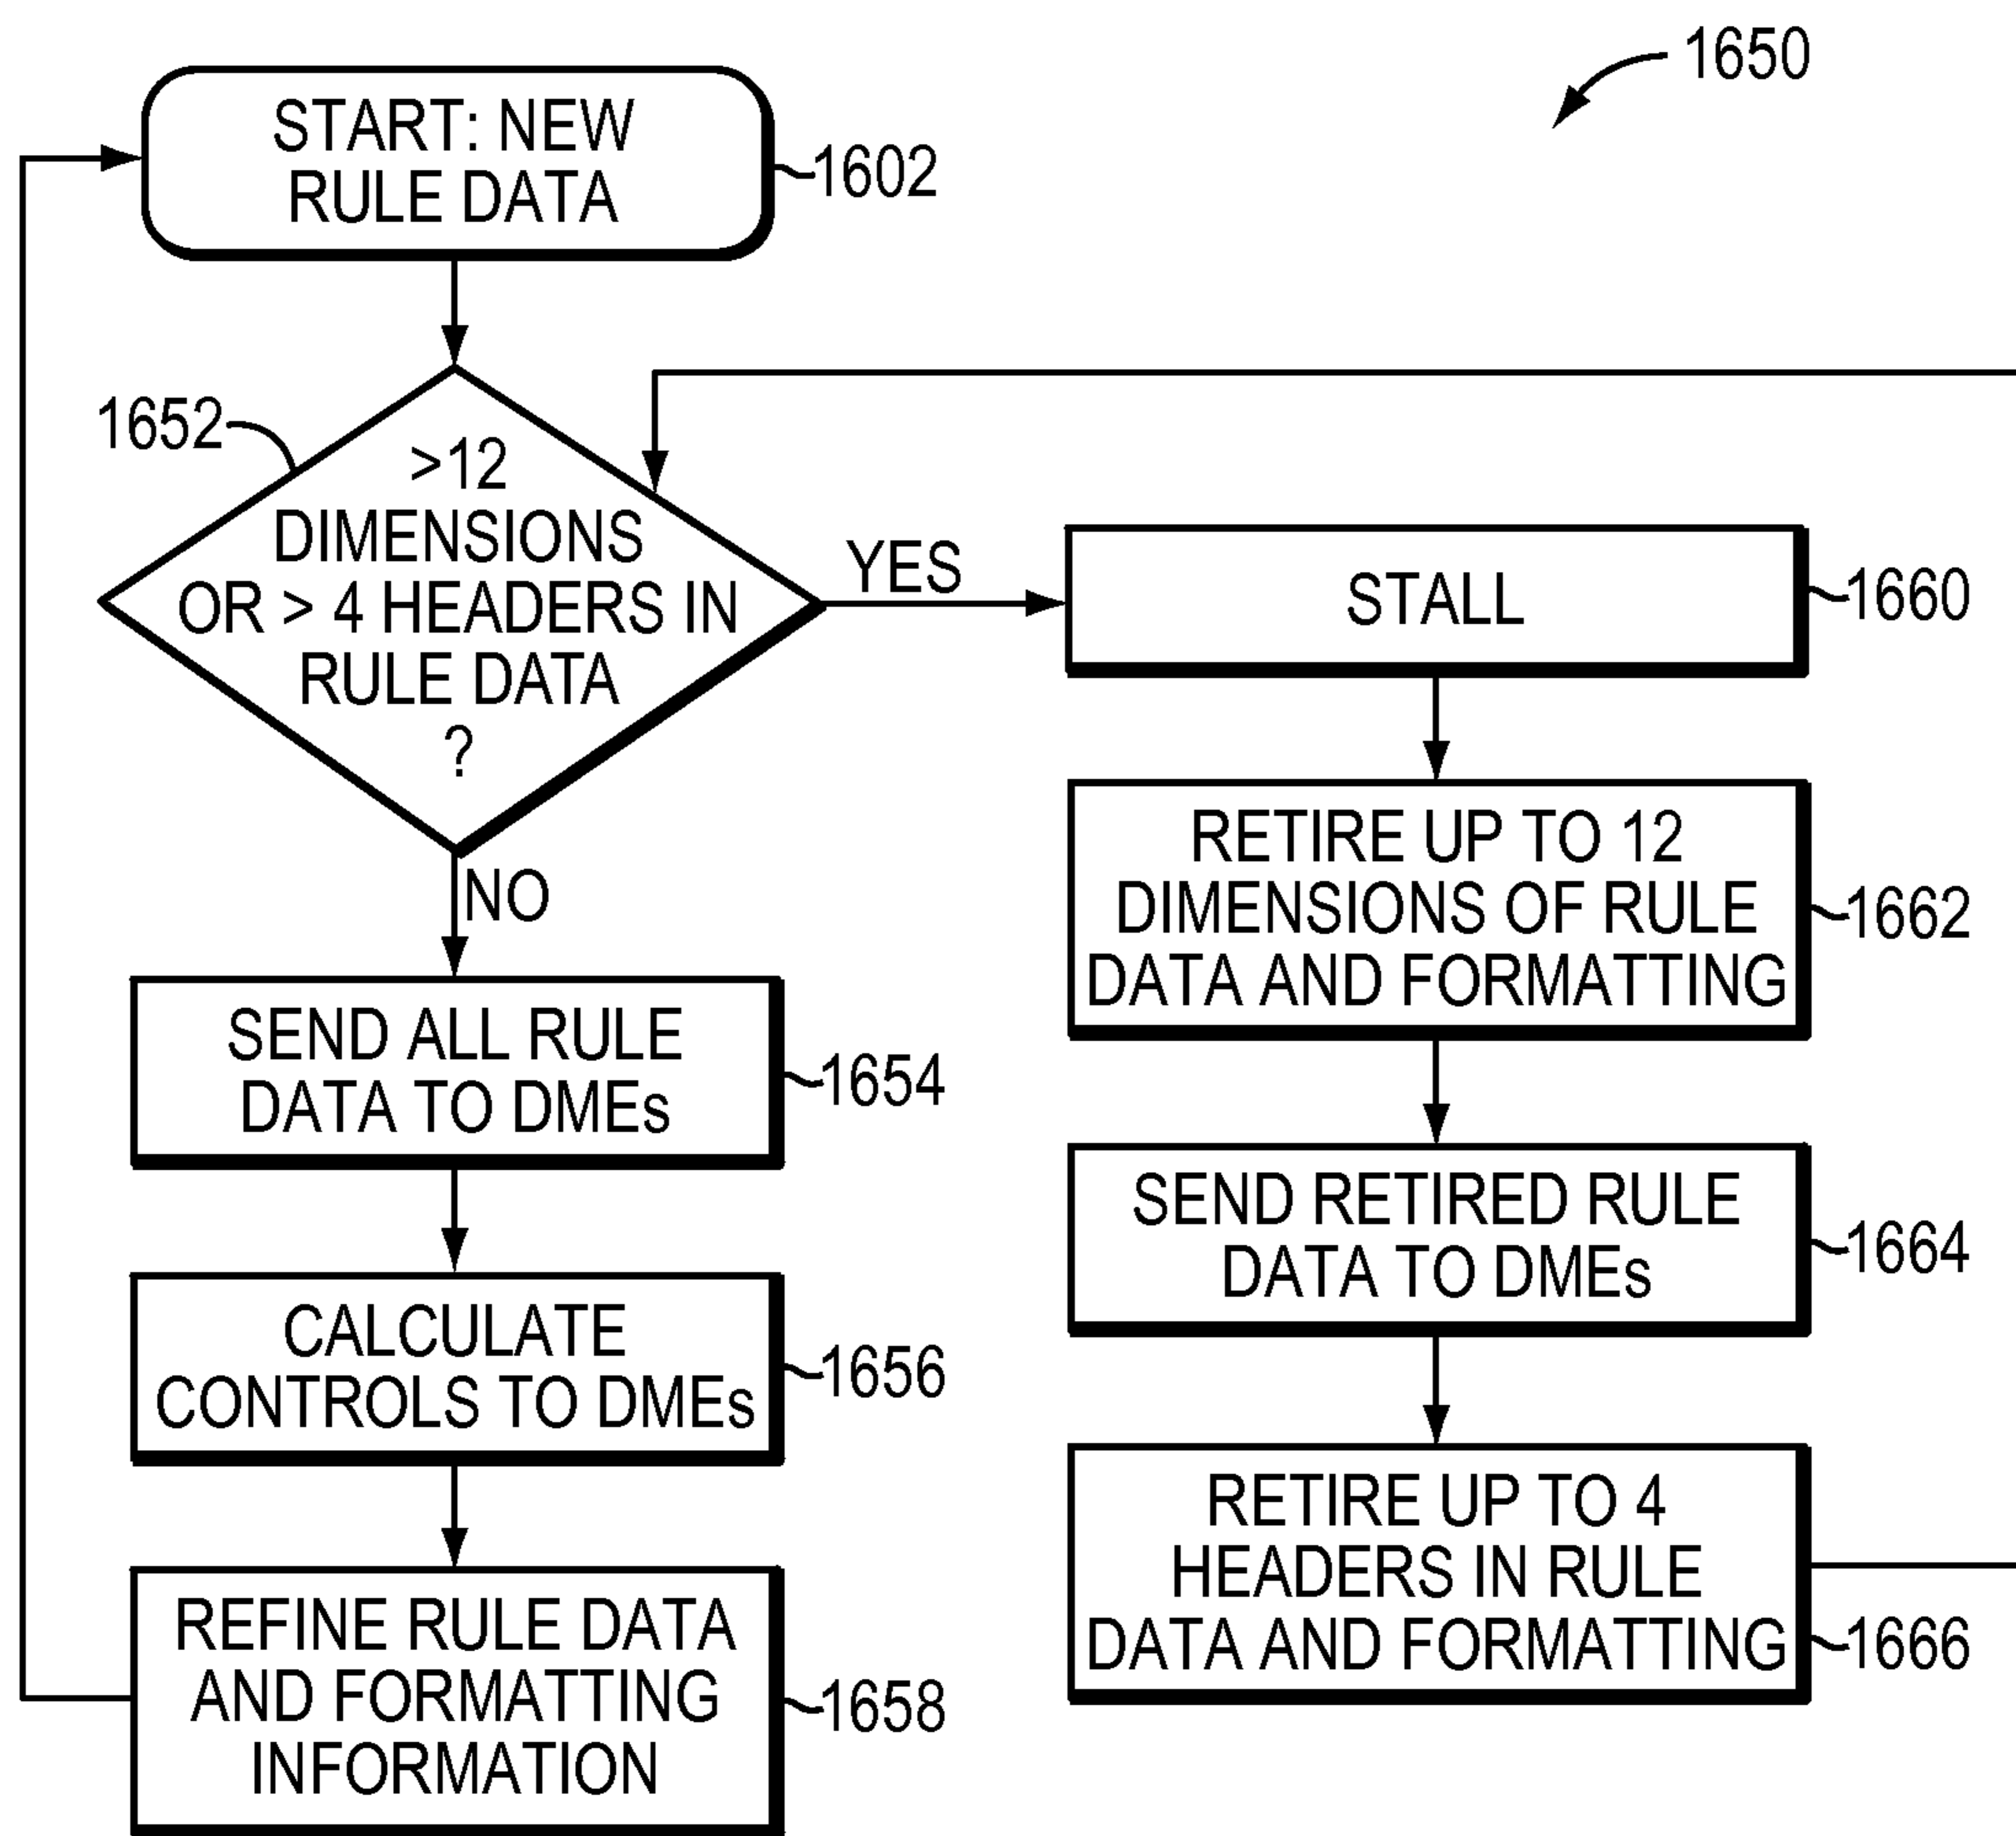 1650
START: NEW
RULE DATA
1602
1652
>12
DIMENSIONS
OR > 4 HEADERS IN
RULE DATA
?
YES
NO
SEND ALL RULE
DATA TO DMEs
1654
CALCULATE
CONTROLS TO DMEs
1656
REFINE RULE DATA
AND FORMATTING
INFORMATION
1658
STALL
1660
RETIRE UP TO 12
DIMENSIONS OF RULE
DATA AND FORMATTING
1662
SEND RETIRED RULE
DATA TO DMEs
1664
RETIRE UP TO 4
HEADERS IN RULE
DATA AND FORMATTING
1666